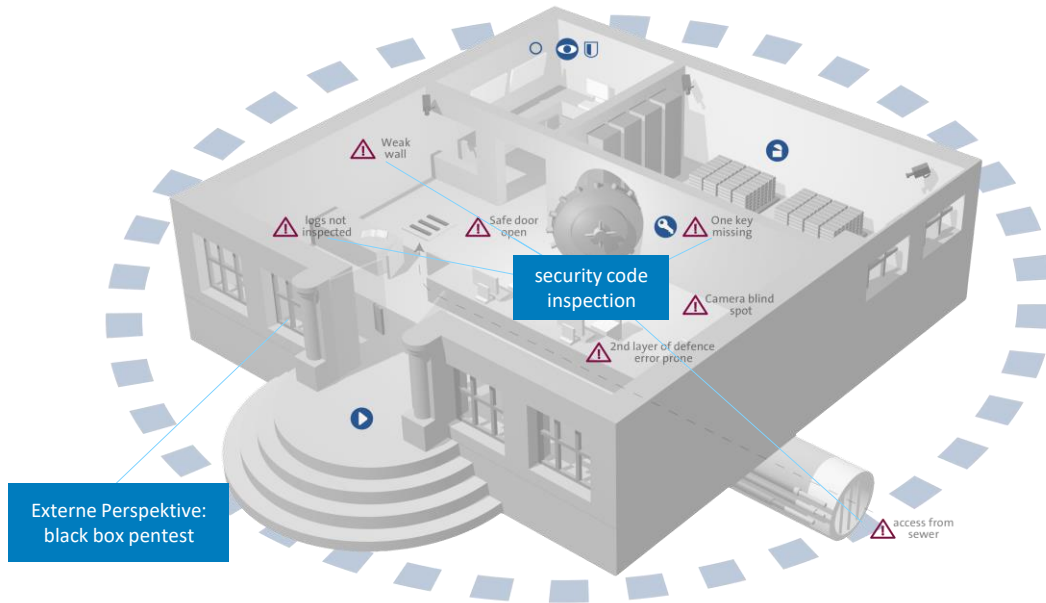 Weak
wall
logs not
inspected
Safe door
open
One key
missing
security code
inspection
Camera blind
spot
2nd layer of defence
error prone
Externe Perspektive:
black box pentest
access from
sewer